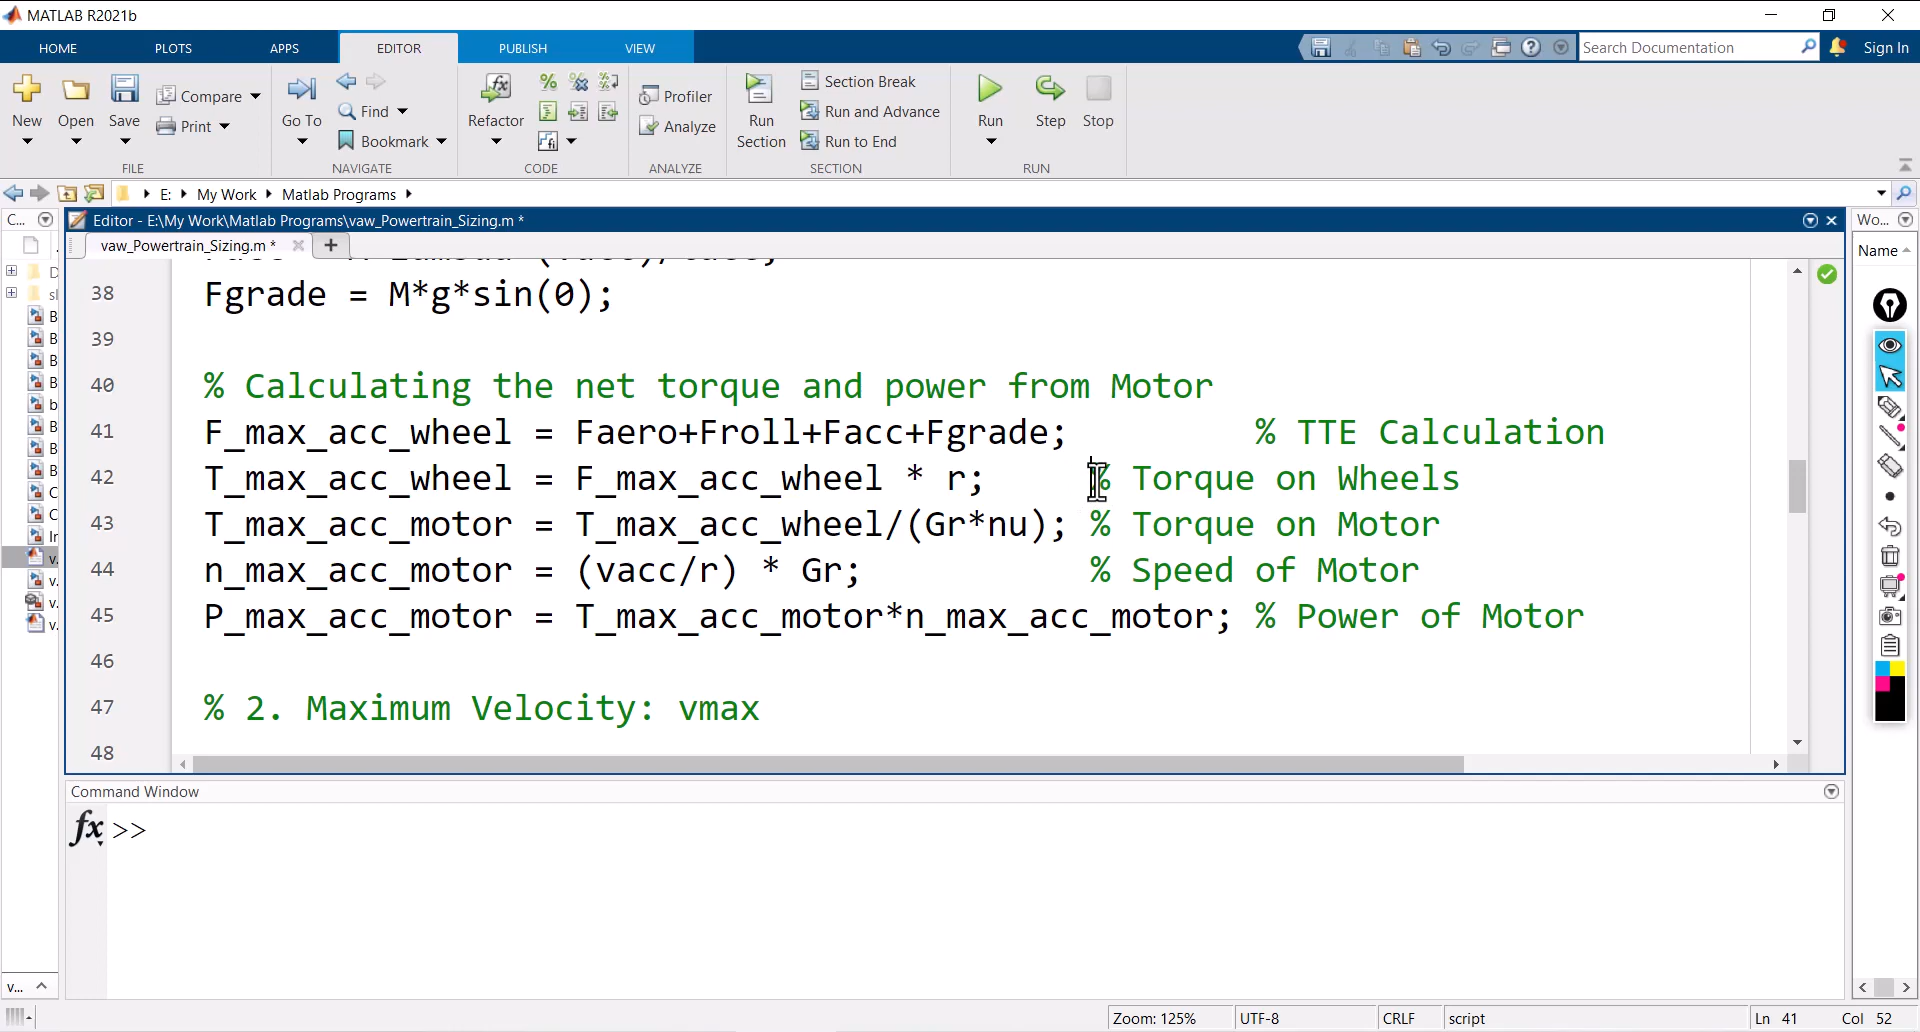 MATLAB R2021b
HOME PLOTS APPS EDITOR PUBLISH VIEW Search Documentation Sign In
New Open Save Compare Print
Go To Find Bookmark
Refactor
Profiler Analyze
Run Section
Section Break
Run and Advance
Run to End
Run Step Stop
FILE NAVIGATE CODE ANALYZE SECTION RUN
E: My Work Matlab Programs
C...
Editor - E:\My Work\Matlab Programs\vaw_Powertrain_Sizing.m *
Wo...
vaw_Powertrain_Sizing.m *
Name
38 Fgrade = M*g*sin(0);
39
40 % Calculating the net torque and power from Motor
41 F_max_acc_wheel = Faero+Froll+Facc+Fgrade; % TTE Calculation
42 T_max_acc_wheel = F_max_acc_wheel * r; % Torque on Wheels
43 T_max_acc_motor = T_max_acc_wheel/(Gr*nu); % Torque on Motor
44 n_max_acc_motor = (vacc/r) * Gr; % Speed of Motor
45 P_max_acc_motor = T_max_acc_motor*n_max_acc_motor; % Power of Motor
46
47 % 2. Maximum Velocity: vmax
48
Command Window
fx >>
v...
Zoom: 125% UTF-8 CRLF script Ln 41 Col 52